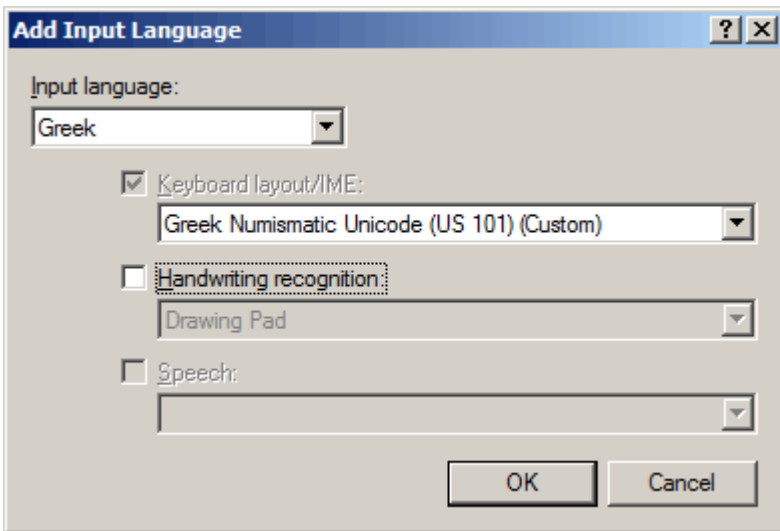 Add Input Language
Input language:
Greek
Keyboard layout/IME:
Greek Numismatic Unicode (US 101) (Custom)
Handwriting recognition:
Drawing Pad
Speech:
OK Cancel